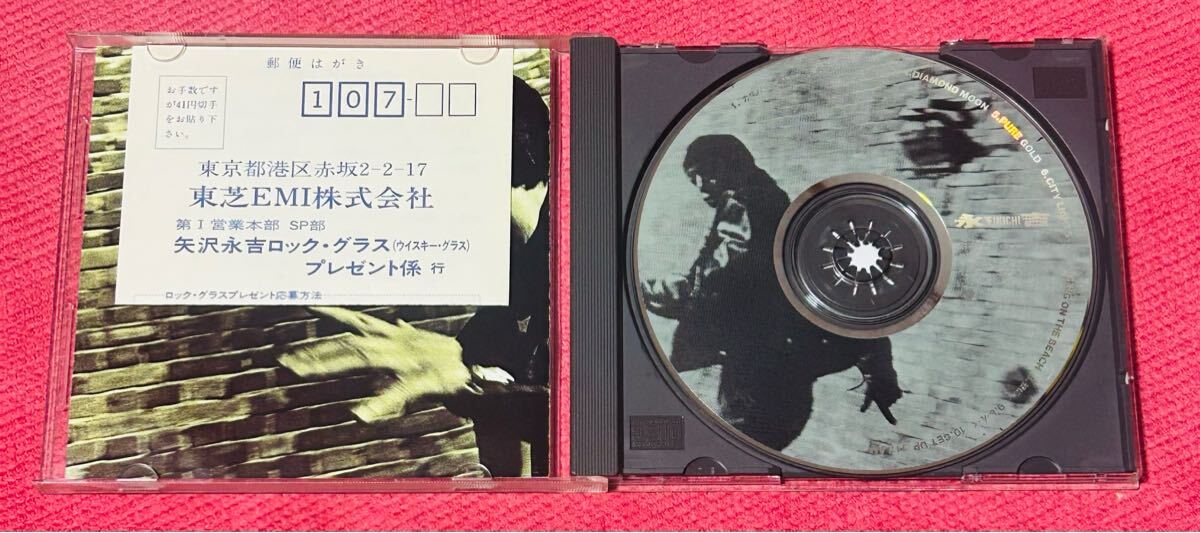 郵便はがき
お手数です
が41円切手
をお貼り下
さい。
107-
東京都港区赤坂2-2-17
東芝EMI株式会社
第I営業本部 SP部
矢沢永吉ロック・グラス(ウイスキー・グラス)
プレゼント係 行
ロック・グラスプレゼント応募方法
DIAMOND MOON 5.PURE GOLD 6.CITY
EIKICHI
ON THE BEACH
10.GET UP